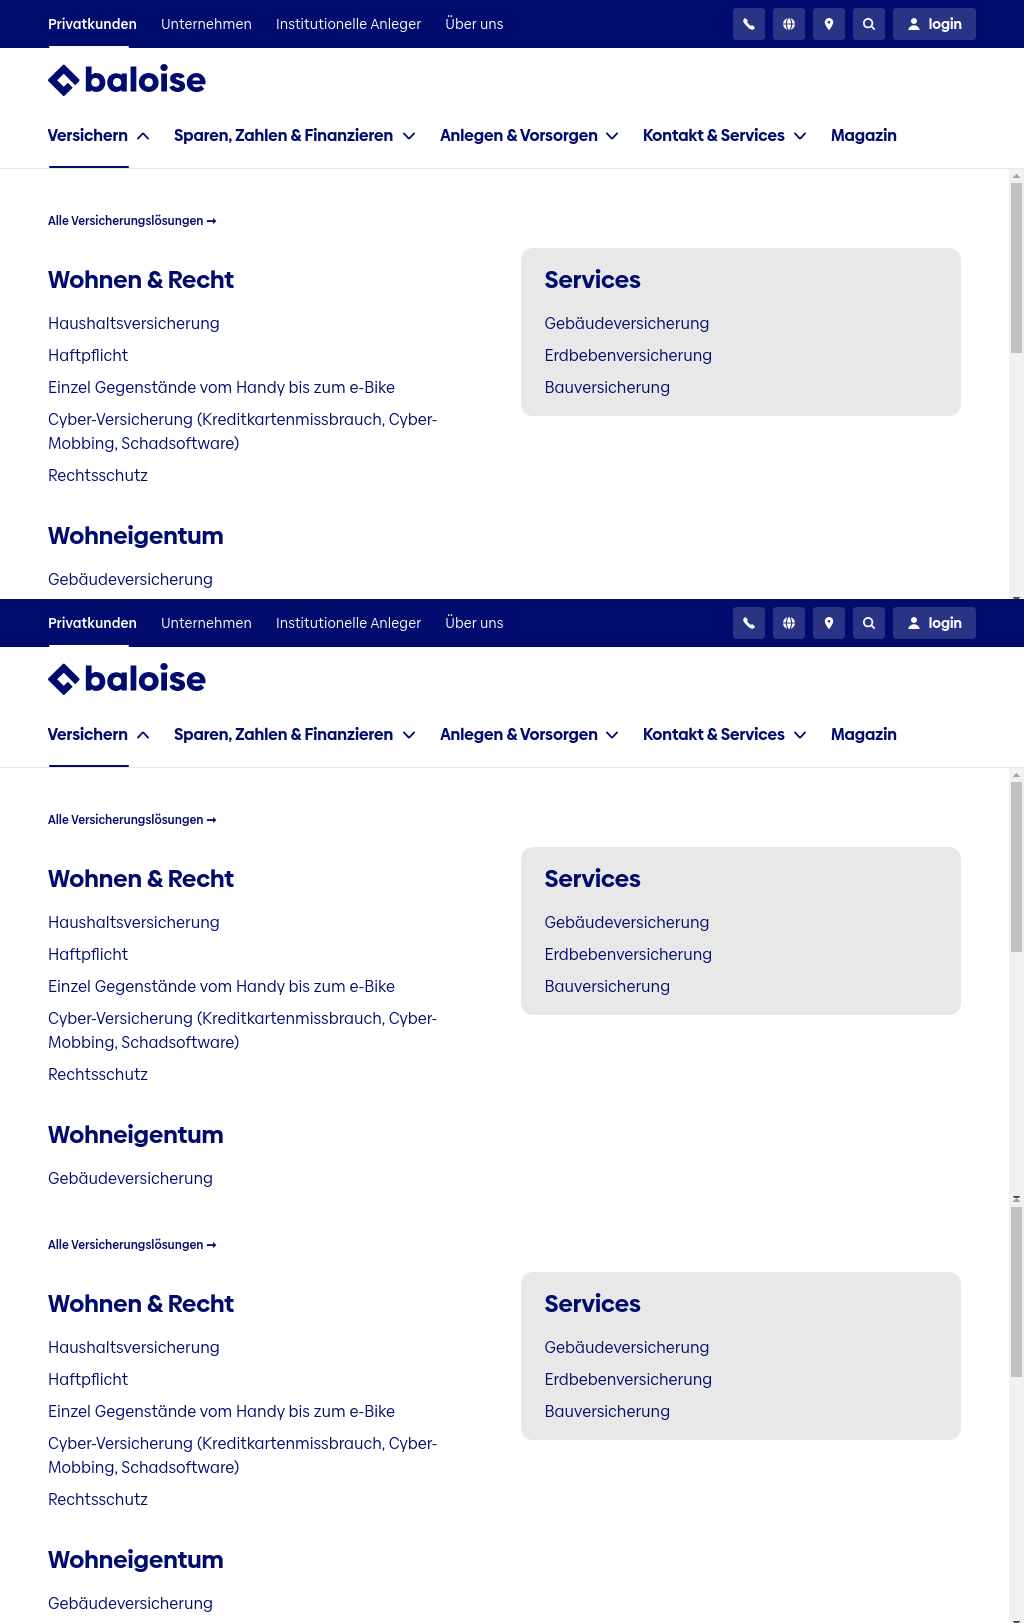 Privatkunden Unternehmen Institutionelle Anleger Über uns login
baloise
Versichern Sparen, Zahlen & Finanzieren Anlegen & Vorsorgen Kontakt & Services Magazin
Alle Versicherungslösungen →
Wohnen & Recht
Haushaltsversicherung
Haftpflicht
Einzel Gegenstände vom Handy bis zum e-Bike
Cyber-Versicherung (Kreditkartenmissbrauch, Cyber-
Mobbing, Schadsoftware)
Rechtsschutz
Services
Gebäudeversicherung
Erdbebenversicherung
Bauversicherung
Wohneigentum
Gebäudeversicherung
Privatkunden Unternehmen Institutionelle Anleger Über uns login
baloise
Versichern Sparen, Zahlen & Finanzieren Anlegen & Vorsorgen Kontakt & Services Magazin
Alle Versicherungslösungen →
Wohnen & Recht
Haushaltsversicherung
Haftpflicht
Einzel Gegenstände vom Handy bis zum e-Bike
Cyber-Versicherung (Kreditkartenmissbrauch, Cyber-
Mobbing, Schadsoftware)
Rechtsschutz
Services
Gebäudeversicherung
Erdbebenversicherung
Bauversicherung
Wohneigentum
Gebäudeversicherung
Alle Versicherungslösungen →
Wohnen & Recht
Haushaltsversicherung
Haftpflicht
Einzel Gegenstände vom Handy bis zum e-Bike
Cyber-Versicherung (Kreditkartenmissbrauch, Cyber-
Mobbing, Schadsoftware)
Rechtsschutz
Services
Gebäudeversicherung
Erdbebenversicherung
Bauversicherung
Wohneigentum
Gebäudeversicherung